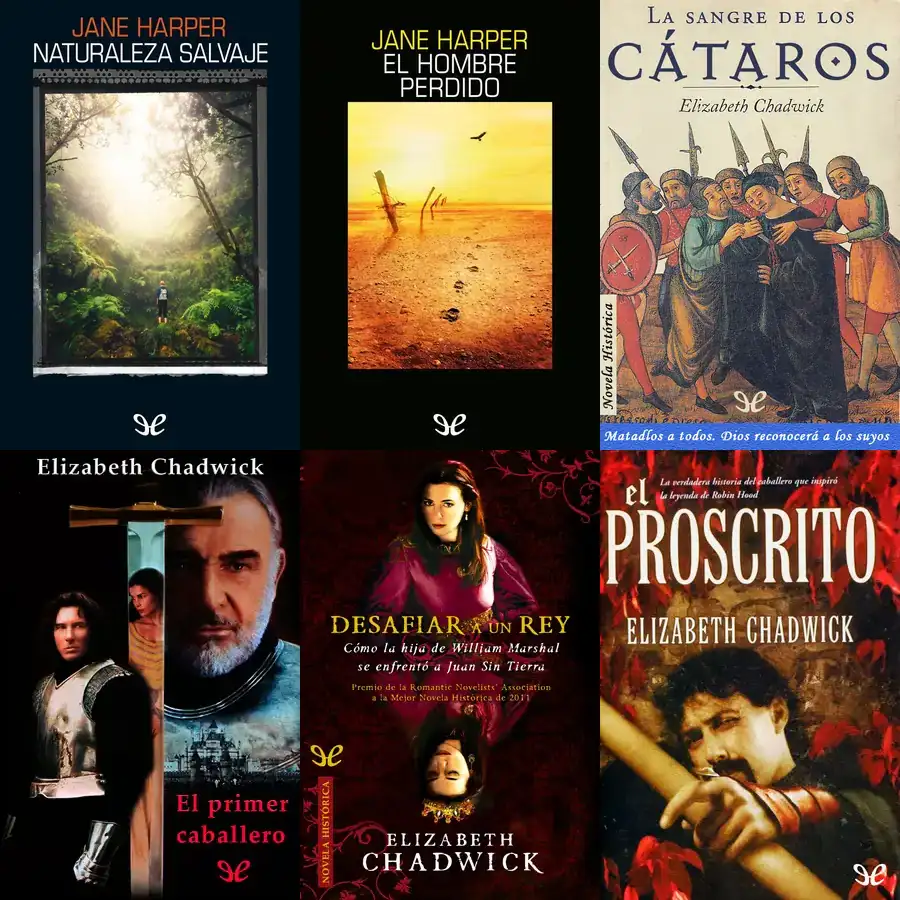 JANE HARPER
NATURALEZA SALVAJE
JANE HARPER
EL HOMBRE
PERDIDO
LA SANGRE DE LOS
CÁTAROS
Elizabeth Chadwick
Novela Histórica
Matadlos a todos. Dios reconocerá a los suyos
Elizabeth Chadwick
El primer
caballero
DESAFIAR A UN REY
Cómo la hija de William Marshal
se enfrentó a Juan Sin Tierra
Premio de la Romantic Novelists' Association
a la Mejor Novela Histórica de 2011
NOVELA HISTÓRICA
ELIZABETH
CHADWICK
La verdadera historia del caballero que inspiró
la leyenda de Robin Hood
el
PROSCRITO
ELIZABETH CHADWICK